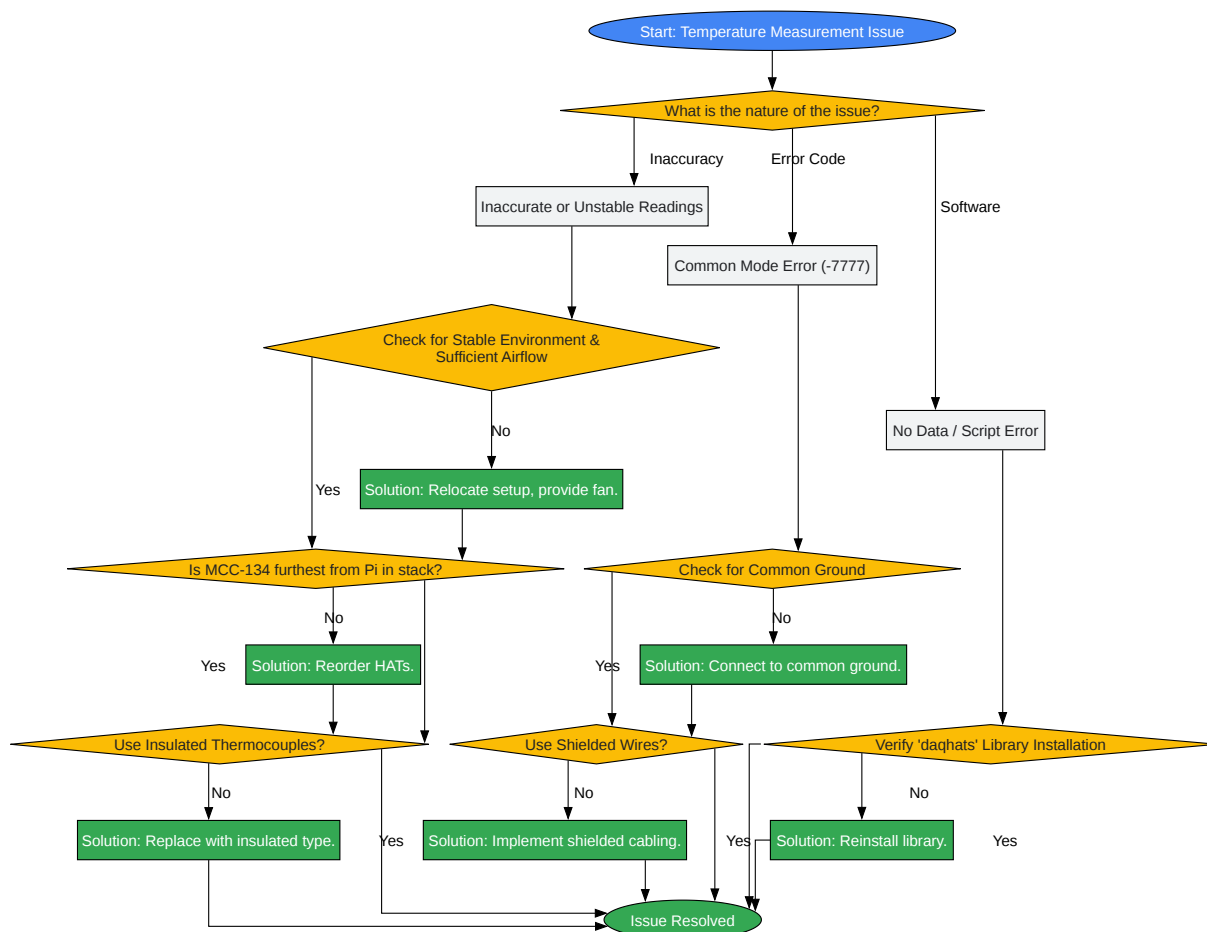 Start: Temperature Measurement Issue
What is the nature of the issue?
Inaccuracy
Error Code
Inaccurate or Unstable Readings
Software
Common Mode Error (-7777)
Check for Stable Environment &
Sufficient Airflow
No
No Data / Script Error
Yes
Solution: Relocate setup, provide fan.
Is MCC-134 furthest from Pi in stack?
Check for Common Ground
No
No
Yes
Solution: Reorder HATs.
Yes
Solution: Connect to common ground.
Use Insulated Thermocouples?
Use Shielded Wires?
Verify 'daqhats' Library Installation
No
No
No
Solution: Replace with insulated type.
Yes
Solution: Implement shielded cabling.
Yes
Solution: Reinstall library.
Yes
Issue Resolved